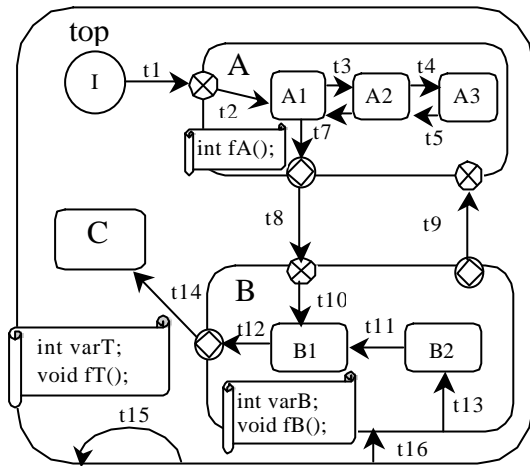 top
I
t1
A
t2
A1
t3
A2
t4
A3
t5
t7
int fA();
t8
t9
C
t14
B
t10
t12
B1
t11
B2
int varT;
void fT();
int varB;
void fB();
t13
t15
t16